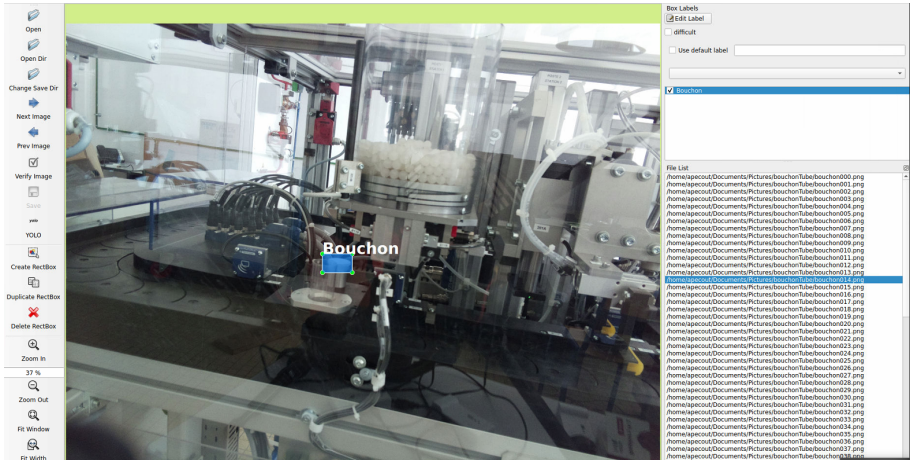 Open
Open Dir
Change Save Dir
Next Image
Prev Image
Verify Image
Save
YOLO
YOLO
Create RectBox
Duplicate RectBox
Delete RectBox
Zoom In
37 %
Zoom Out
Fit Window
Fit Width
Bouchon
Box Labels
Edit Label
difficult
Use default label
Bouchon
File List
/home/apecout/Documents/Pictures/bouchonTube/bouchon000.png
/home/apecout/Documents/Pictures/bouchonTube/bouchon001.png
/home/apecout/Documents/Pictures/bouchonTube/bouchon002.png
/home/apecout/Documents/Pictures/bouchonTube/bouchon003.png
/home/apecout/Documents/Pictures/bouchonTube/bouchon004.png
/home/apecout/Documents/Pictures/bouchonTube/bouchon005.png
/home/apecout/Documents/Pictures/bouchonTube/bouchon006.png
/home/apecout/Documents/Pictures/bouchonTube/bouchon007.png
/home/apecout/Documents/Pictures/bouchonTube/bouchon008.png
/home/apecout/Documents/Pictures/bouchonTube/bouchon009.png
/home/apecout/Documents/Pictures/bouchonTube/bouchon010.png
/home/apecout/Documents/Pictures/bouchonTube/bouchon011.png
/home/apecout/Documents/Pictures/bouchonTube/bouchon012.png
/home/apecout/Documents/Pictures/bouchonTube/bouchon013.png
/home/apecout/Documents/Pictures/bouchonTube/bouchon014.png
/home/apecout/Documents/Pictures/bouchonTube/bouchon015.png
/home/apecout/Documents/Pictures/bouchonTube/bouchon016.png
/home/apecout/Documents/Pictures/bouchonTube/bouchon017.png
/home/apecout/Documents/Pictures/bouchonTube/bouchon018.png
/home/apecout/Documents/Pictures/bouchonTube/bouchon019.png
/home/apecout/Documents/Pictures/bouchonTube/bouchon020.png
/home/apecout/Documents/Pictures/bouchonTube/bouchon021.png
/home/apecout/Documents/Pictures/bouchonTube/bouchon022.png
/home/apecout/Documents/Pictures/bouchonTube/bouchon023.png
/home/apecout/Documents/Pictures/bouchonTube/bouchon024.png
/home/apecout/Documents/Pictures/bouchonTube/bouchon025.png
/home/apecout/Documents/Pictures/bouchonTube/bouchon026.png
/home/apecout/Documents/Pictures/bouchonTube/bouchon027.png
/home/apecout/Documents/Pictures/bouchonTube/bouchon028.png
/home/apecout/Documents/Pictures/bouchonTube/bouchon029.png
/home/apecout/Documents/Pictures/bouchonTube/bouchon030.png
/home/apecout/Documents/Pictures/bouchonTube/bouchon031.png
/home/apecout/Documents/Pictures/bouchonTube/bouchon032.png
/home/apecout/Documents/Pictures/bouchonTube/bouchon033.png
/home/apecout/Documents/Pictures/bouchonTube/bouchon034.png
/home/apecout/Documents/Pictures/bouchonTube/bouchon035.png
/home/apecout/Documents/Pictures/bouchonTube/bouchon036.png
/home/apecout/Documents/Pictures/bouchonTube/bouchon037.png
/home/apecout/Documents/Pictures/bouchonTube/bouchon038.png